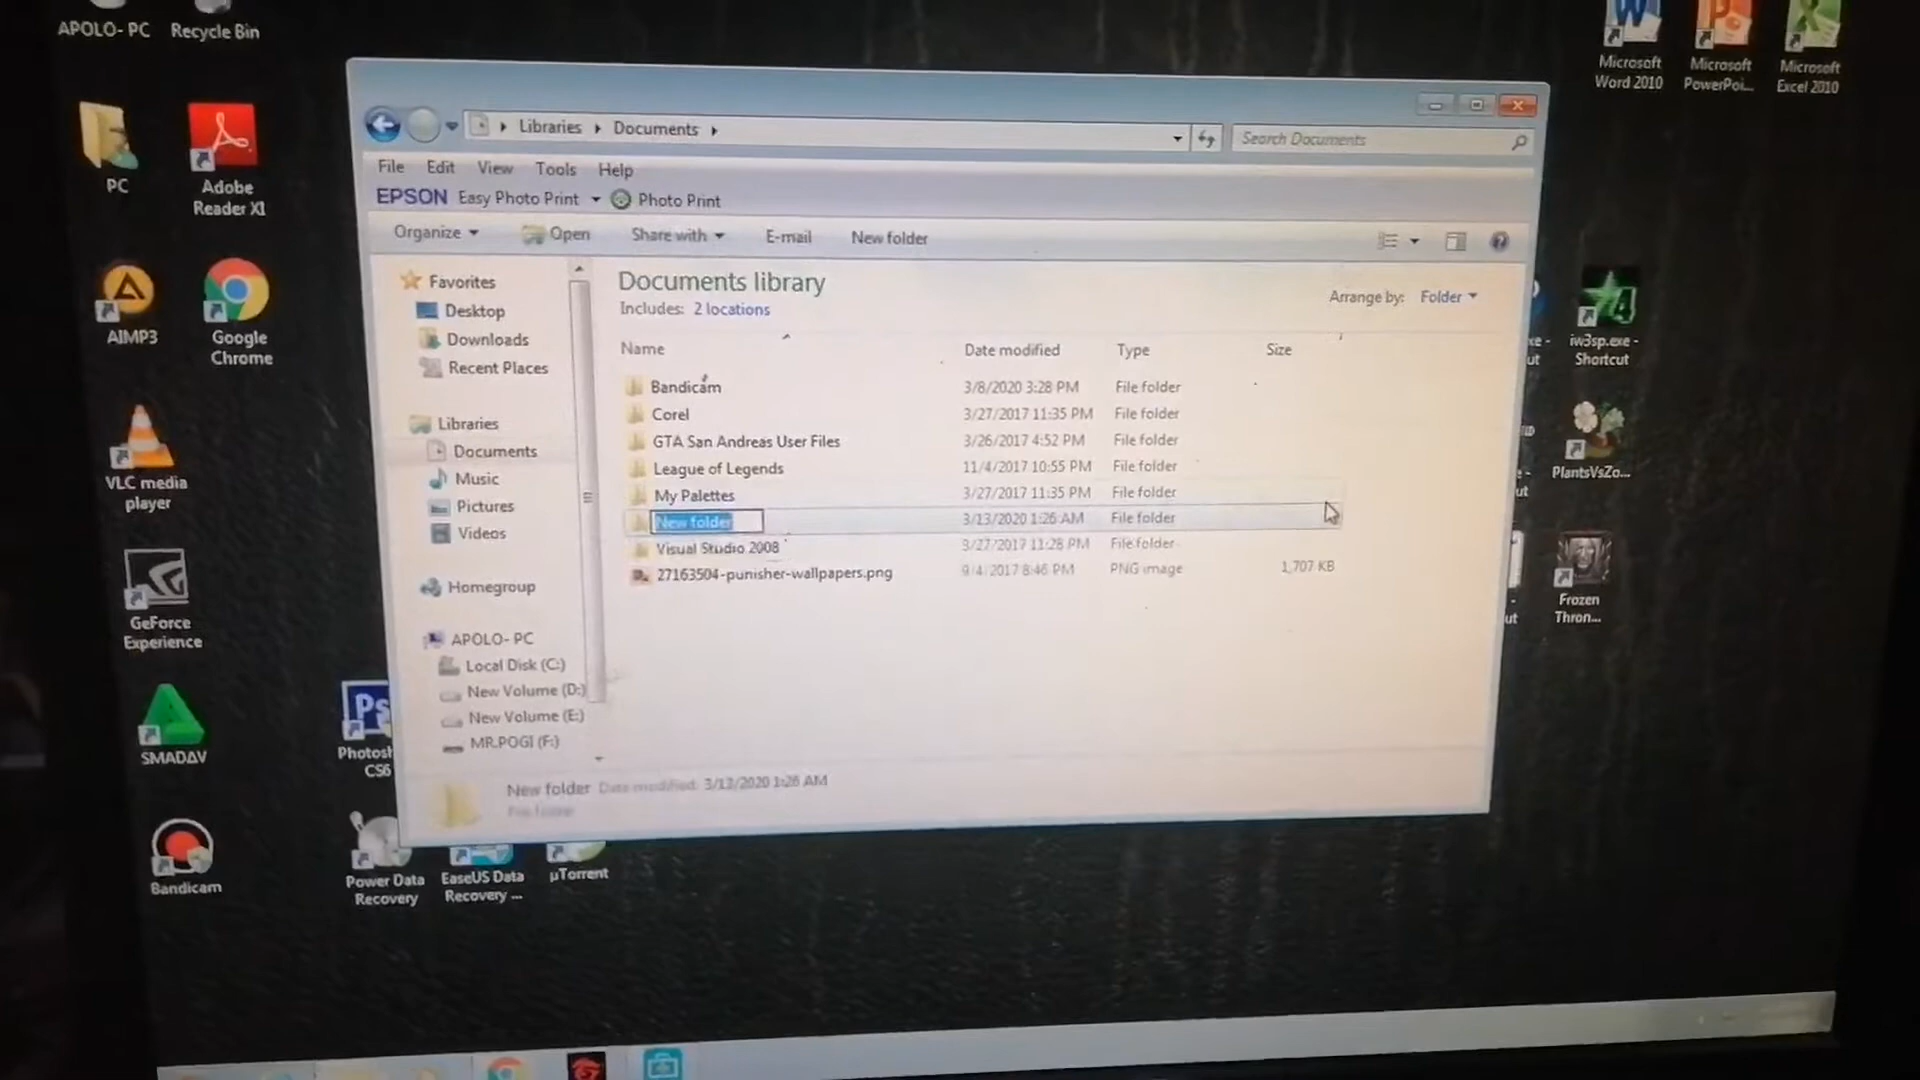 APOLO- PC
Recycle Bin
Microsoft
Word 2010
Microsoft
PowerPoi...
Microsoft
Excel 2010
Libraries
Documents
Search Documents
File Edit View Tools Help
EPSON Easy Photo Print Photo Print
Organize Open Share with E-mail New folder
PC
Adobe
Reader XI
AIMP3
Google
Chrome
VLC media
player
GeForce
Experience
SMADAV
Bandicam
Ps
CS6
Power Data
Recovery
EaseUS Data
Recovery ...
µTorrent
Favorites
Desktop
Downloads
Recent Places
Libraries
Documents
Music
Pictures
Videos
Homegroup
APOLO- PC
Local Disk (C:)
New Volume (D:)
New Volume (E:)
MR.POGI (F:)
Documents library
Includes: 2 locations
Arrange by: Folder
Name Date modified Type Size
Bandicam 3/8/2020 3:28 PM File folder
Corel 3/27/2017 11:35 PM File folder
GTA San Andreas User Files 3/26/2017 4:52 PM File folder
League of Legends 11/4/2017 10:55 PM File folder
My Palettes 3/27/2017 11:35 PM File folder
New folder 3/13/2020 1:26 AM File folder
Visual Studio 2008 3/27/2017 11:28 PM File folder
27163504-punisher-wallpapers.png 9/4/2017 8:46 PM PNG image 1,707 KB
New folder Date modified: 3/13/2020 1:26 AM
File folder
iw3sp.exe -
Shortcut
PlantsVsZo...
Frozen
Thron...